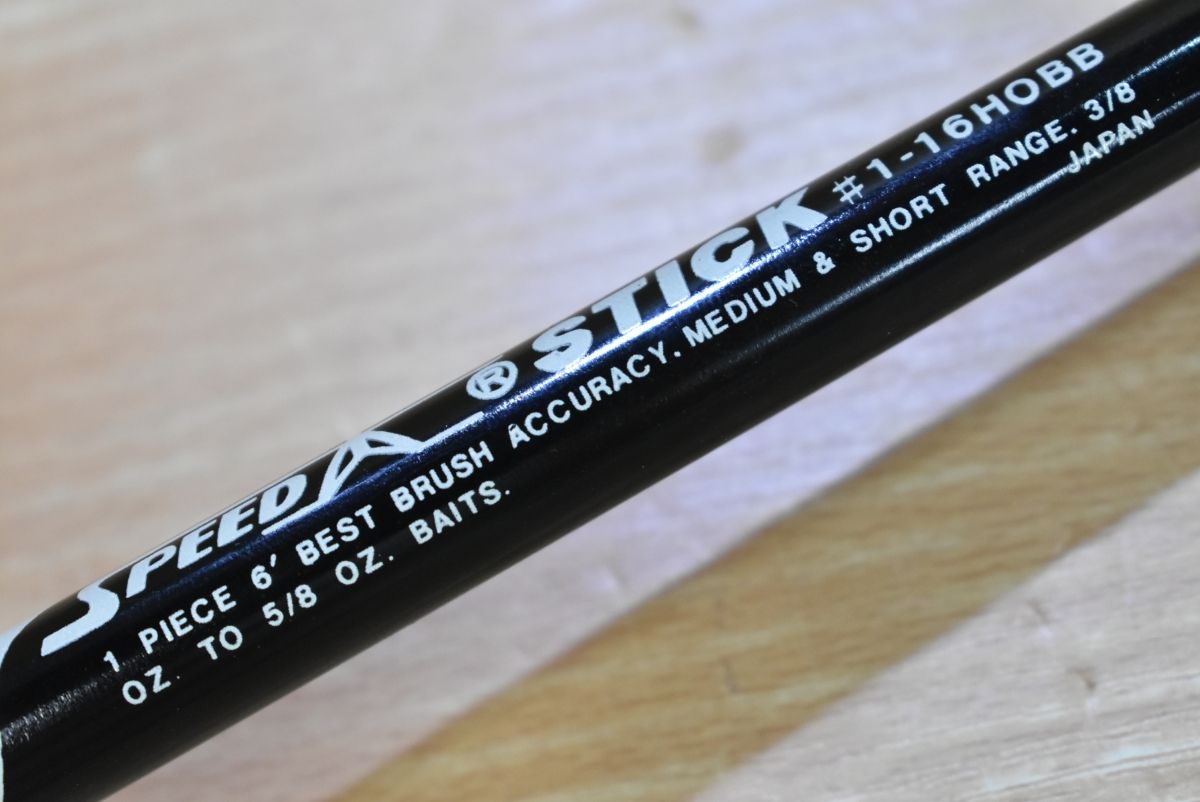 SPEED ® STICK #1-16HOBB
1 PIECE 6' BEST BRUSH ACCURACY. MEDIUM & SHORT RANGE. 3/8
OZ. TO 5/8 OZ. BAITS.
JAPAN